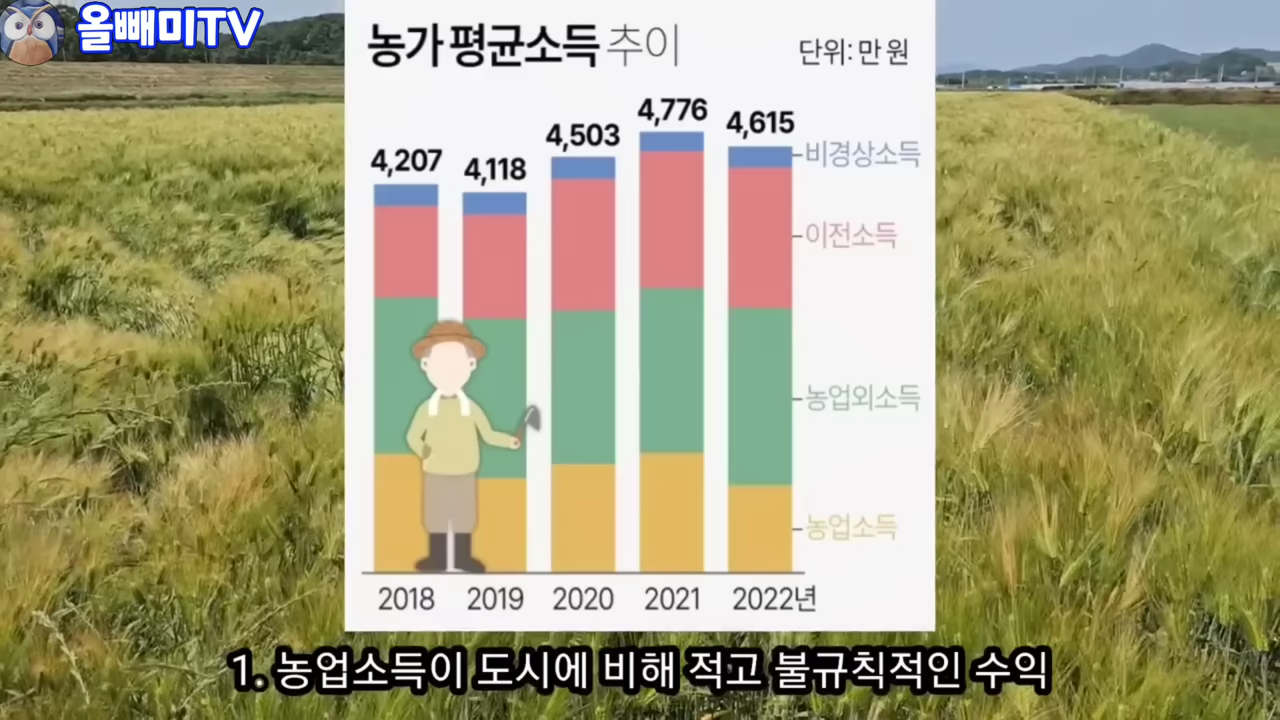 올빼미TV
농가 평균소득 추이
단위: 만 원
4,207
4,118
4,503
4,776
4,615
비경상소득
이전소득
농업외소득
농업소득
2018
2019
2020
2021
2022년
1. 농업소득이 도시에 비해 적고 불규칙적인 수익